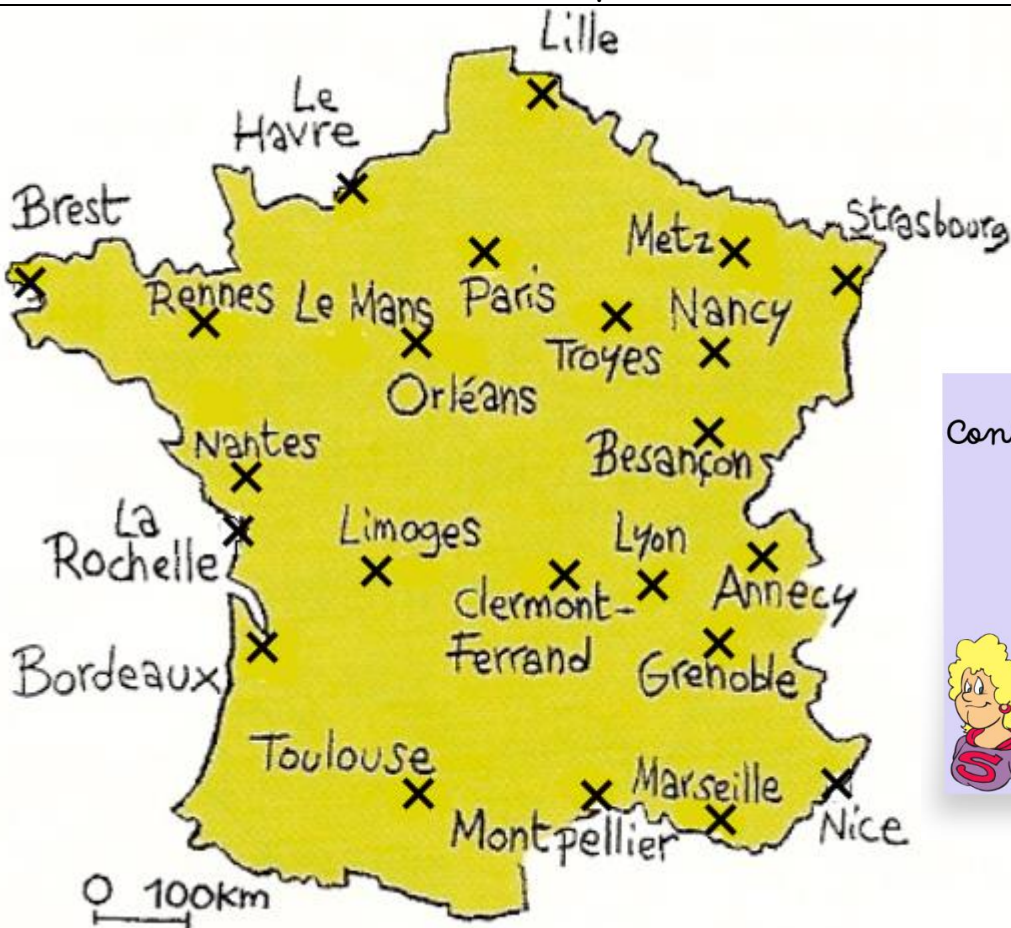 Lille
Le
Havre
Brest
Strasbourg
Metz
Rennes
Le Mans
Paris
Nancy
Troyes
Orléans
Nantes
Besançon
La
Rochelle
Limoges
Lyon
Annecy
Clermont-
Ferrand
Bordeaux
Grenoble
Toulouse
Marseille
Montpellier
Nice
0 100km
Con
S